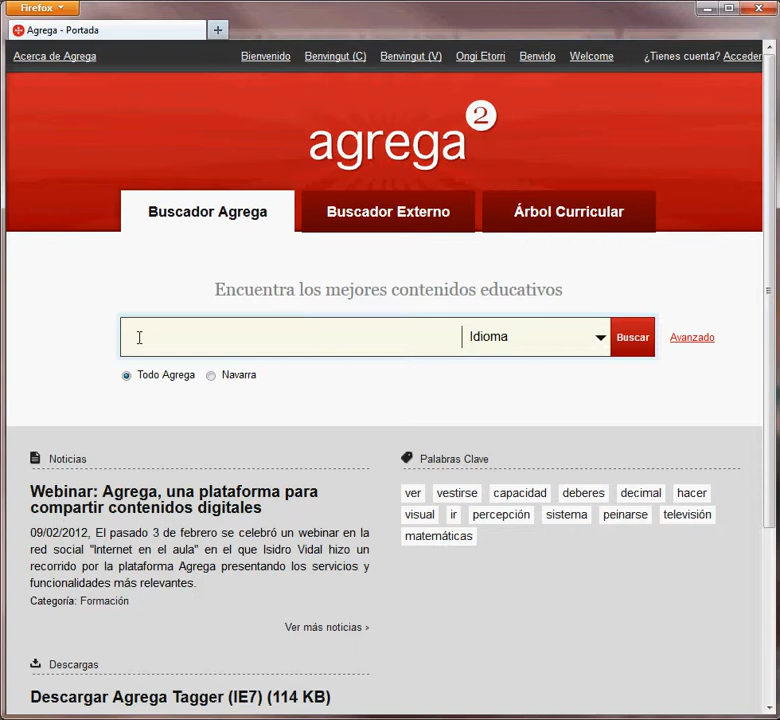 Firefox
Agrega - Portada
Acerca de Agrega
Bienvenido Benvingut (C) Benvingut (V) Ongi Etorri Benvido Welcome
¿Tienes cuenta? Acceder
agrega 2
Buscador Agrega
Buscador Externo
Árbol Curricular
Encuentra los mejores contenidos educativos
Idioma
Buscar
Avanzado
Todo Agrega
Navarra
Noticias
Webinar: Agrega, una plataforma para
compartir contenidos digitales
09/02/2012, El pasado 3 de febrero se celebró un webinar en la
red social "Internet en el aula" en el que Isidro Vidal hizo un
recorrido por la plataforma Agrega presentando los servicios y
funcionalidades más relevantes.
Categoría: Formación
Ver más noticias >
Descargas
Descargar Agrega Tagger (IE7) (114 KB)
Palabras Clave
ver vestirse capacidad deberes decimal hacer
visual ir percepción sistema peinarse televisión
matemáticas